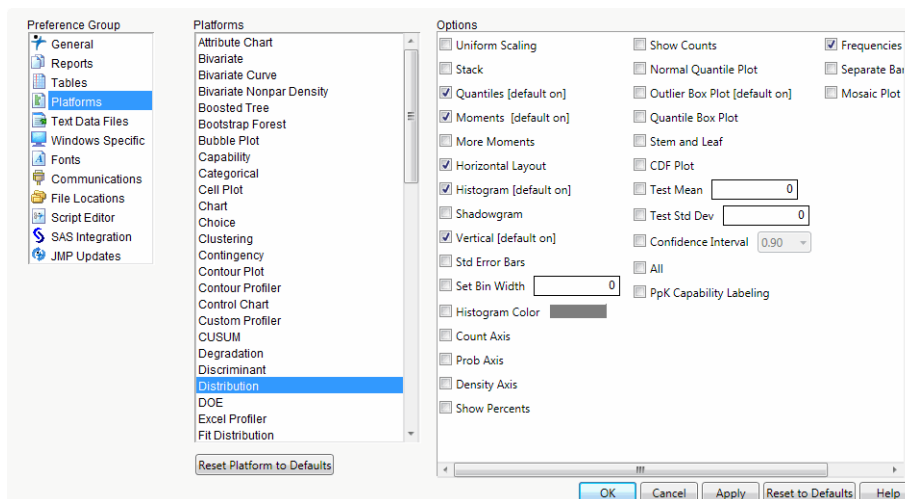 Preference Group
General
Reports
Tables
Platforms
Text Data Files
Windows Specific
Fonts
Communications
File Locations
Script Editor
SAS Integration
JMP Updates
Platforms
Attribute Chart
Bivariate
Bivariate Curve
Bivariate Nonpar Density
Boosted Tree
Bootstrap Forest
Bubble Plot
Capability
Categorical
Cell Plot
Chart
Choice
Clustering
Contingency
Contour Plot
Contour Profiler
Control Chart
Custom Profiler
CUSUM
Degradation
Discriminant
Distribution
DOE
Excel Profiler
Fit Distribution
Reset Platform to Defaults
Options
Uniform Scaling
Stack
Quantiles [default on]
Moments [default on]
More Moments
Horizontal Layout
Histogram [default on]
Shadowgram
Vertical [default on]
Std Error Bars
Set Bin Width 0
Histogram Color
Count Axis
Prob Axis
Density Axis
Show Percents
Show Counts
Normal Quantile Plot
Outlier Box Plot [default on]
Quantile Box Plot
Stem and Leaf
CDF Plot
Test Mean 0
Test Std Dev 0
Confidence Interval 0.90
All
PpK Capability Labeling
Frequencies
Separate Bar
Mosaic Plot
OK Cancel Apply Reset to Defaults Help